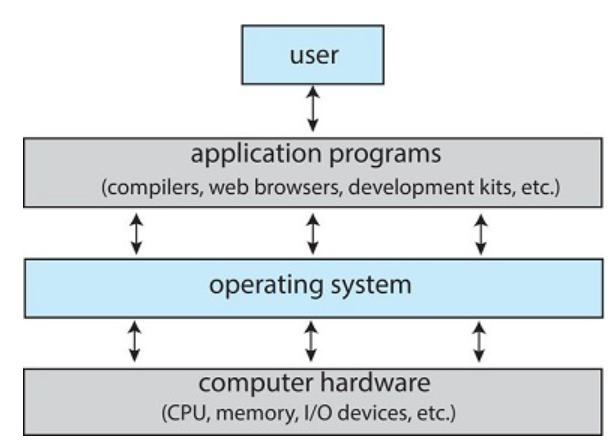 user
application programs
(compilers, web browsers, development kits, etc.)
operating system
computer hardware
(CPU, memory, I/O devices, etc.)